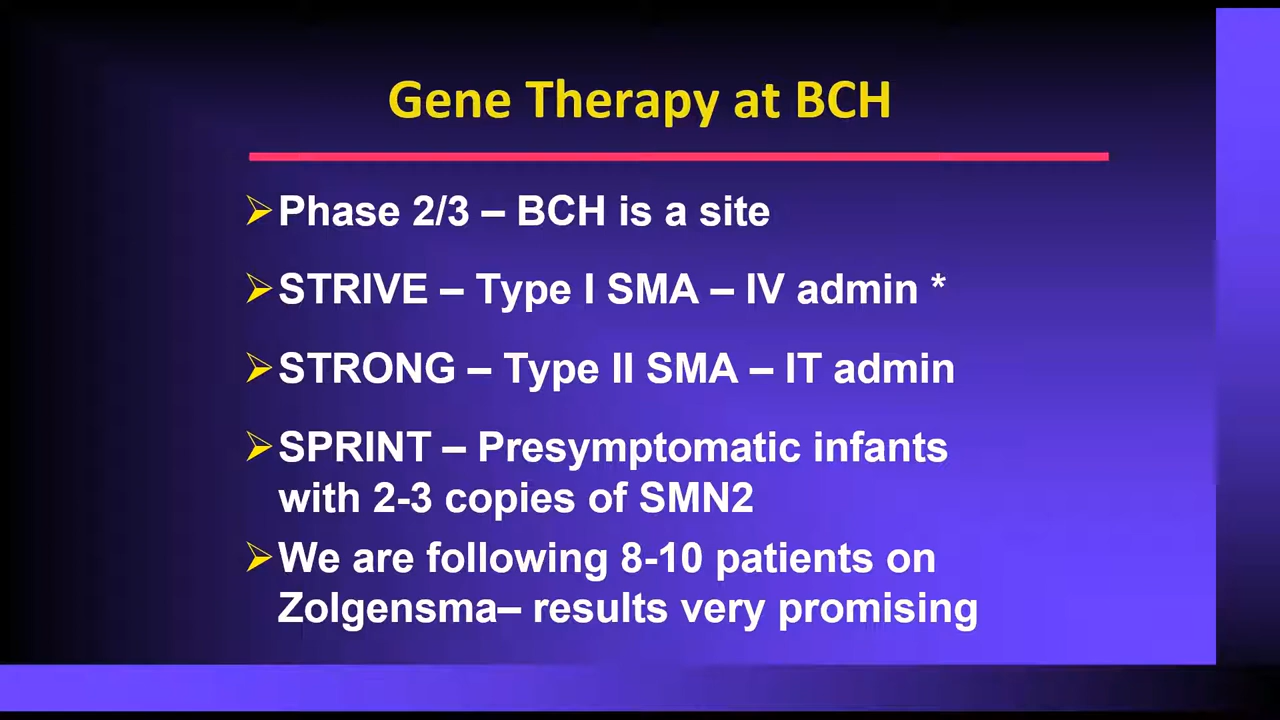 Gene Therapy at BCH
➢Phase 2/3 – BCH is a site
➢STRIVE – Type I SMA – IV admin *
➢STRONG – Type II SMA – IT admin
➢SPRINT – Presymptomatic infants
with 2-3 copies of SMN2
➢We are following 8-10 patients on
Zolgensma– results very promising